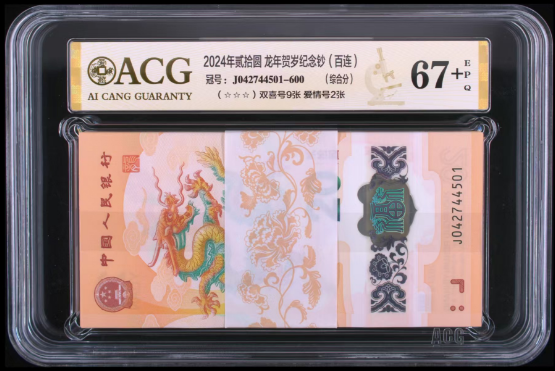 ACG
AI CANG GUARANTY
2024年贰拾圆 龙年贺岁纪念钞（百连）
冠号：J042744501-600 （综合分）
（☆☆☆）双喜号9张 爱情号2张
67+
EPQ
中國人民銀行
J042744501
ACG